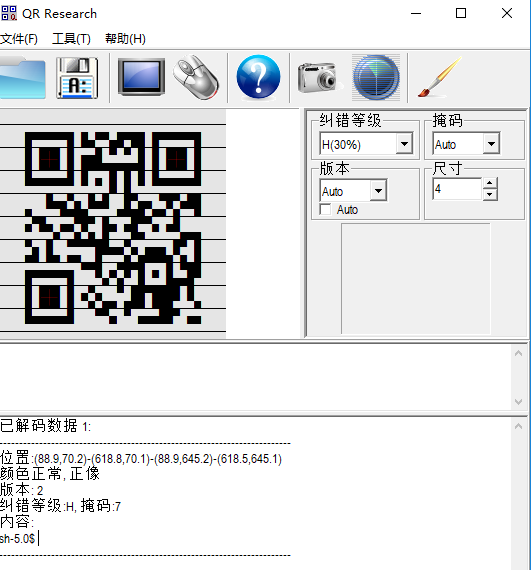 QR Research
文件(F) 工具(T) 帮助(H)
A:
?
纠错等级 掩码
H(30%) Auto
版本 尺寸
Auto 4
Auto
已解码数据 1:
位置:(88.9,70.2)-(618.8,70.1)-(88.9,645.2)-(618.5,645.1)
颜色正常, 正像
版本: 2
纠错等级:H, 掩码:7
内容:
sh-5.0$